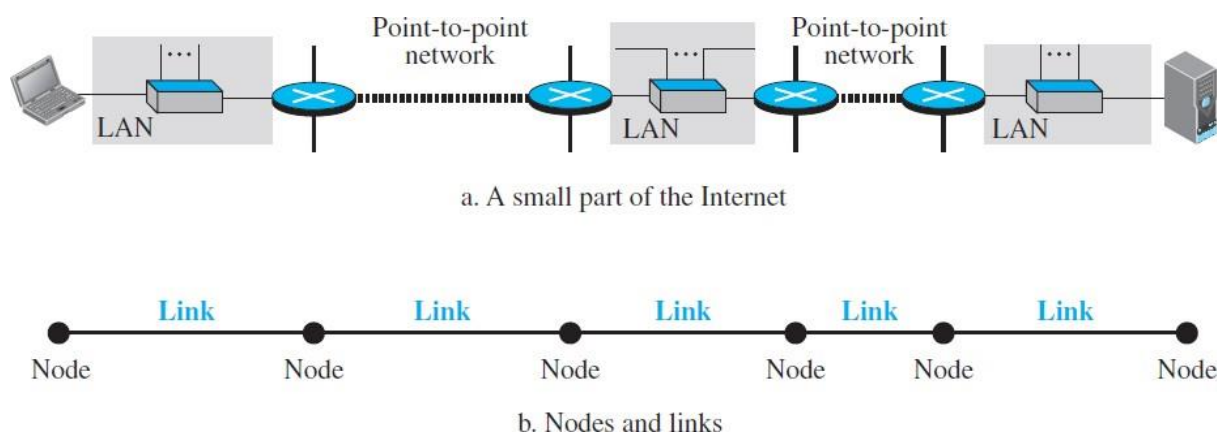 Point-to-point
network
Point-to-point
network
LAN
LAN
LAN
a. A small part of the Internet
Link Link Link Link Link
Node Node Node Node Node Node
b. Nodes and links